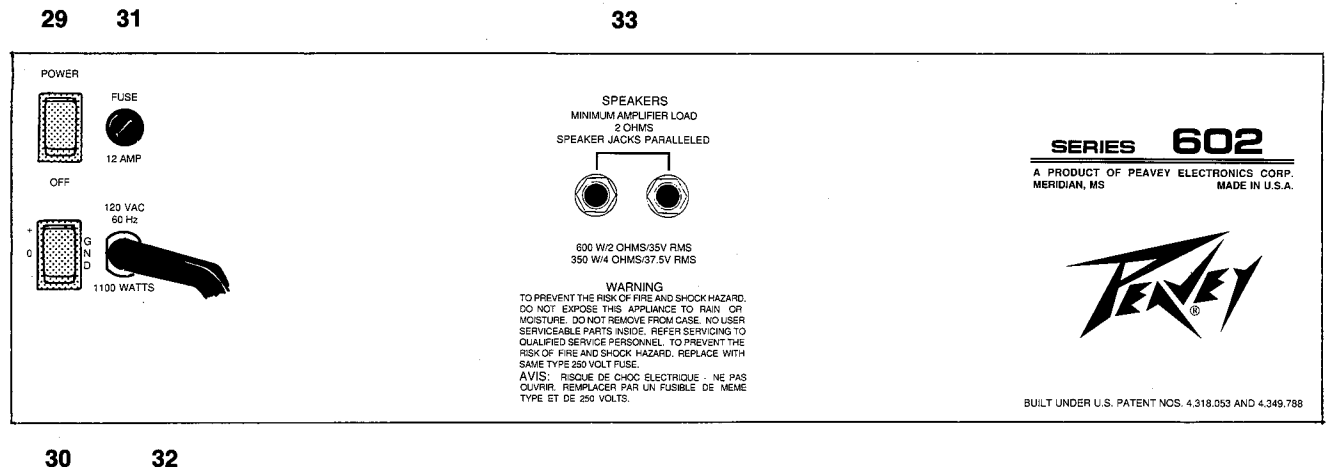 29 31 33
POWER
FUSE
12 AMP
OFF
120 VAC
60 Hz
+
0
-
GND
1100 WATTS
SPEAKERS
MINIMUM AMPLIFIER LOAD
2 OHMS
SPEAKER JACKS PARALLELED
600 W/2 OHMS/35V RMS
350 W/4 OHMS/37.5V RMS
WARNING
TO PREVENT THE RISK OF FIRE AND SHOCK HAZARD,
DO NOT EXPOSE THIS APPLIANCE TO RAIN OR
MOISTURE. DO NOT REMOVE FROM CASE. NO USER
SERVICEABLE PARTS INSIDE. REFER SERVICING TO
QUALIFIED SERVICE PERSONNEL. TO PREVENT THE
RISK OF FIRE AND SHOCK HAZARD, REPLACE WITH
SAME TYPE 250 VOLT FUSE.
AVIS: RISQUE DE CHOC ELECTRIQUE - NE PAS
OUVRIR. REMPLACER PAR UN FUSIBLE DE MEME
TYPE ET DE 250 VOLTS.
SERIES 602
A PRODUCT OF PEAVEY ELECTRONICS CORP.
MERIDIAN, MS MADE IN U.S.A.
PEAVEY ®
BUILT UNDER U.S. PATENT NOS. 4,318.053 AND 4,349.788
30 32